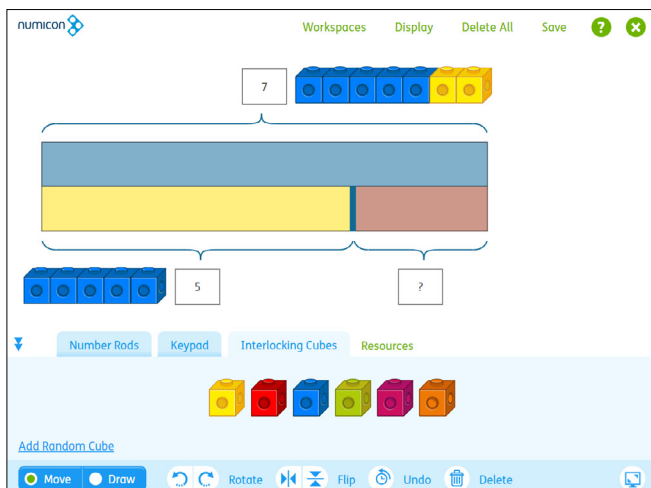 numicon
Workspaces Display Delete All Save ?
7
5 ?
Number Rods Keypad Interlocking Cubes Resources
Add Random Cube
Move Draw Rotate Flip Undo Delete